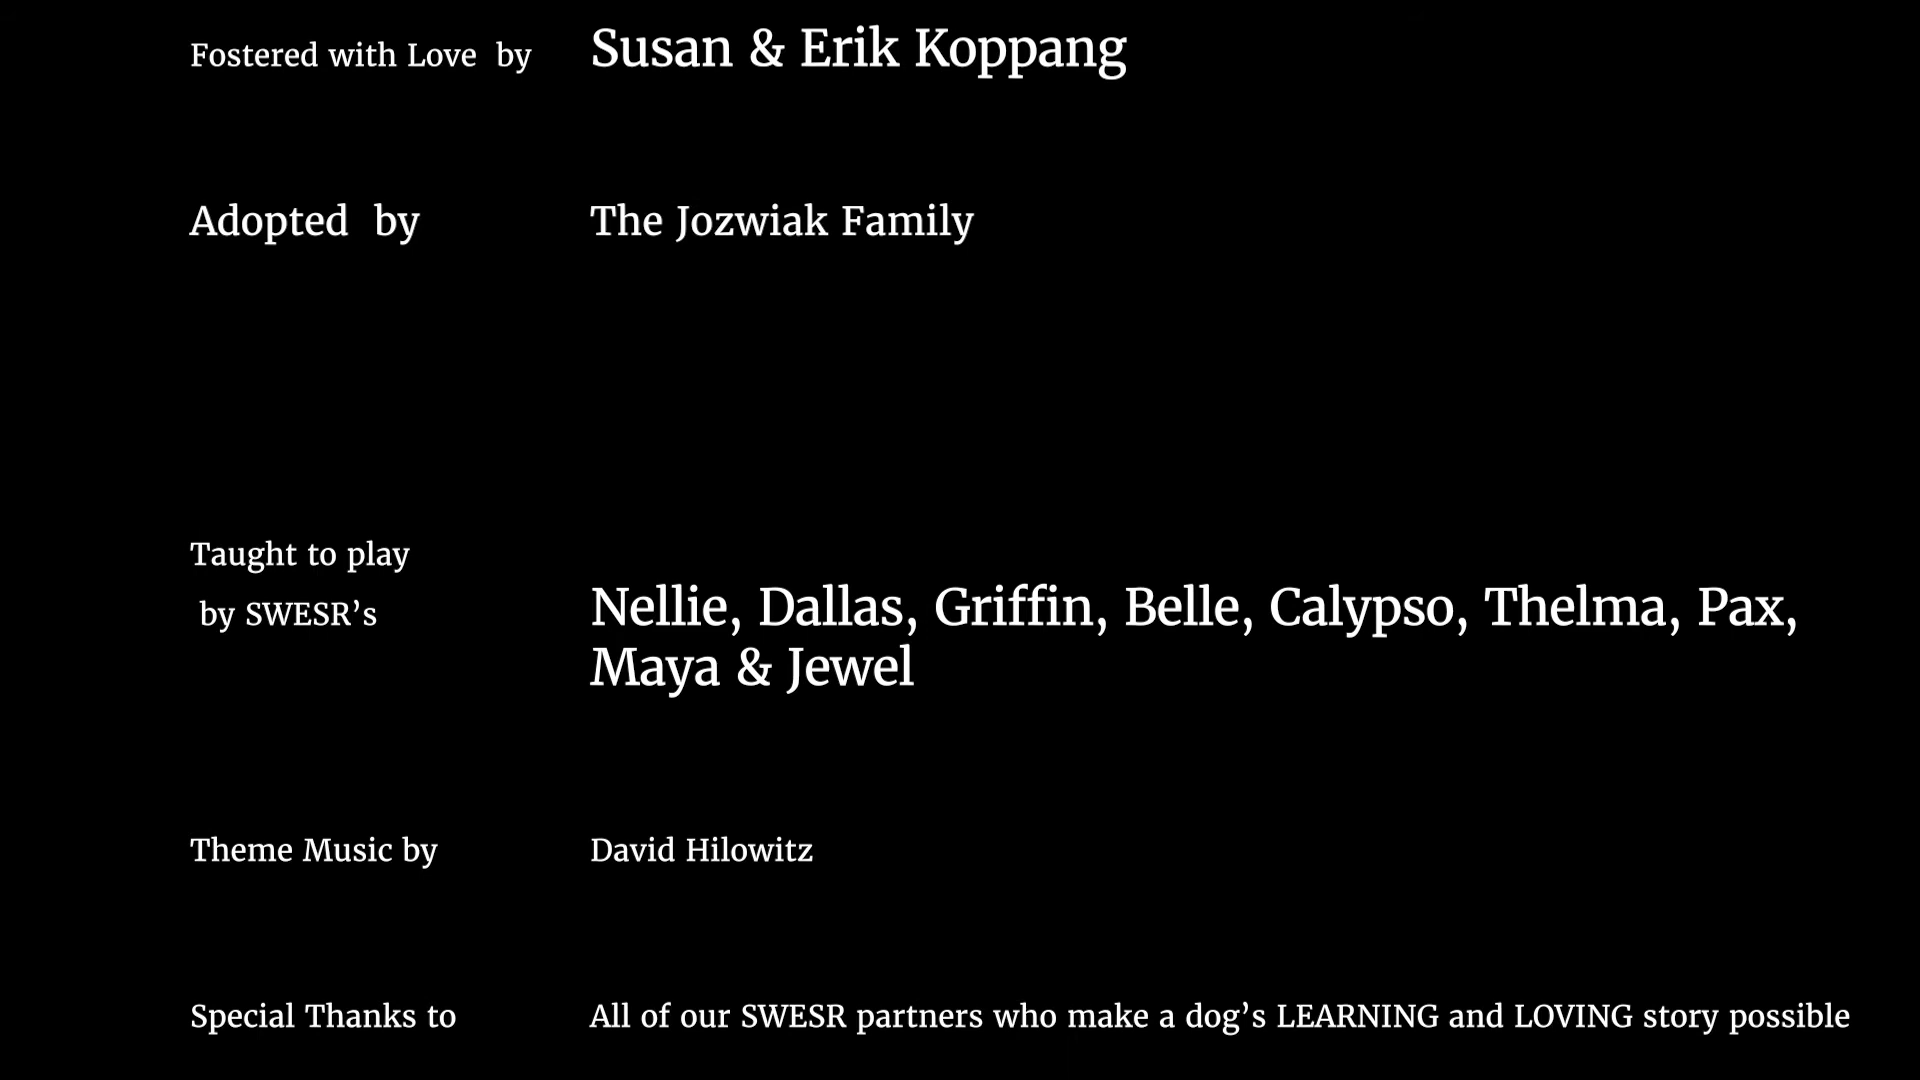 Fostered with Love by Susan & Erik Koppang
Adopted by The Jozwiak Family
Taught to play
by SWESR’s Nellie, Dallas, Griffin, Belle, Calypso, Thelma, Pax,
Maya & Jewel
Theme Music by David Hilowitz
Special Thanks to All of our SWESR partners who make a dog’s LEARNING and LOVING story possible